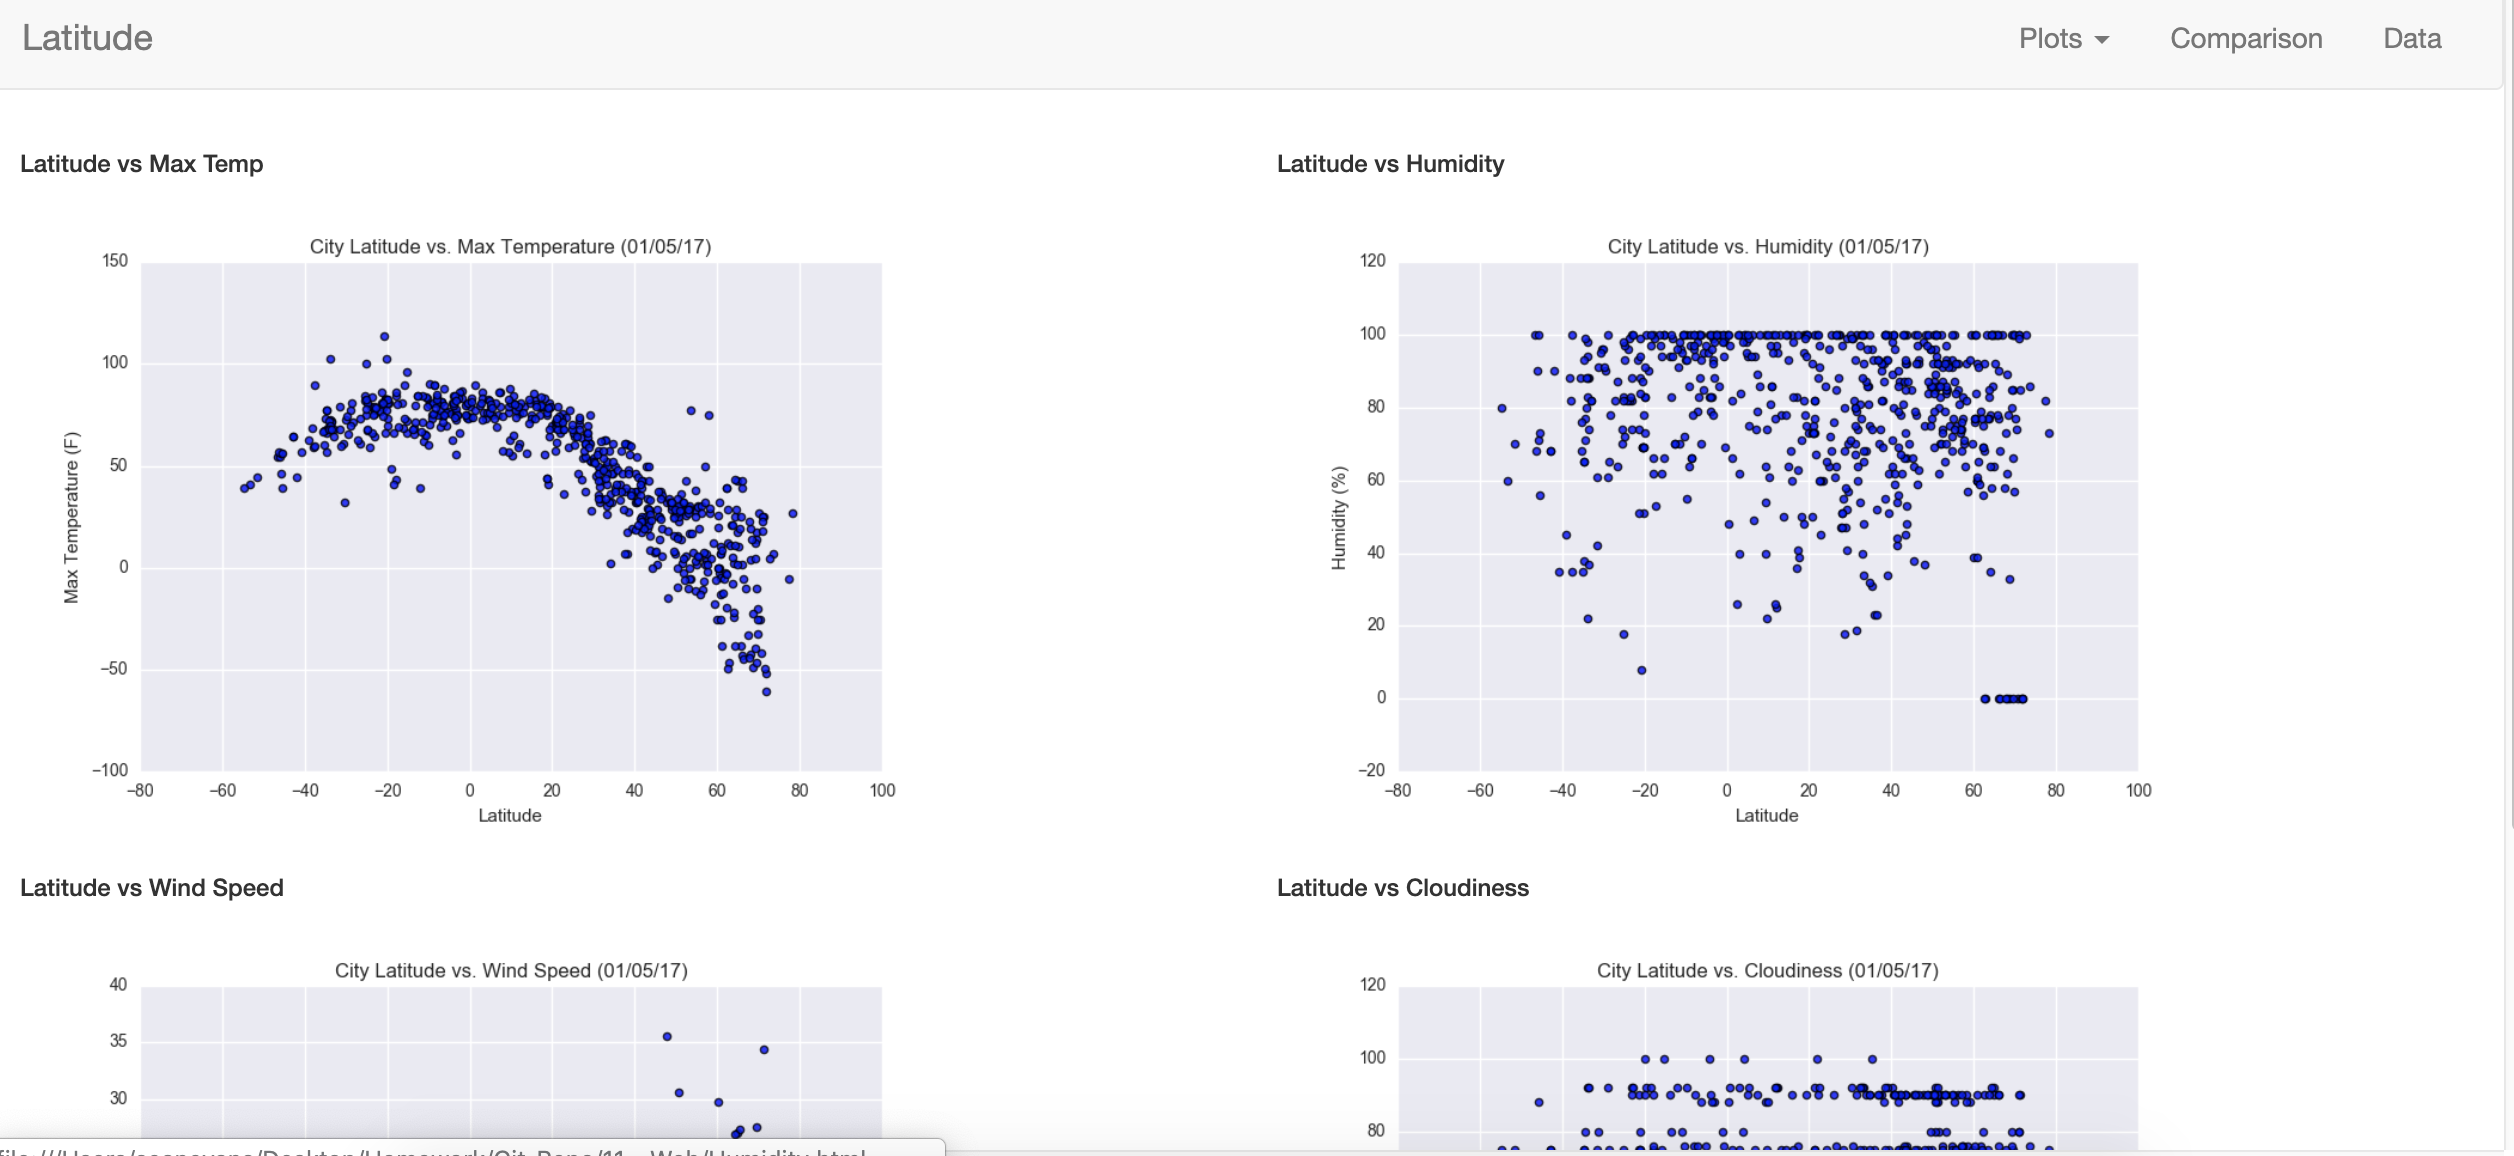 Latitude
Plots Comparison Data
Latitude vs Max Temp
Latitude vs Humidity
City Latitude vs. Max Temperature (01/05/17)
150
100
50
0
−50
−100
Max Temperature (F)
−80 −60 −40 −20 0 20 40 60 80 100
Latitude
City Latitude vs. Humidity (01/05/17)
120
100
80
60
40
20
0
−20
Humidity (%)
−80 −60 −40 −20 0 20 40 60 80 100
Latitude
Latitude vs Wind Speed
Latitude vs Cloudiness
City Latitude vs. Wind Speed (01/05/17)
40
35
30
City Latitude vs. Cloudiness (01/05/17)
120
100
80